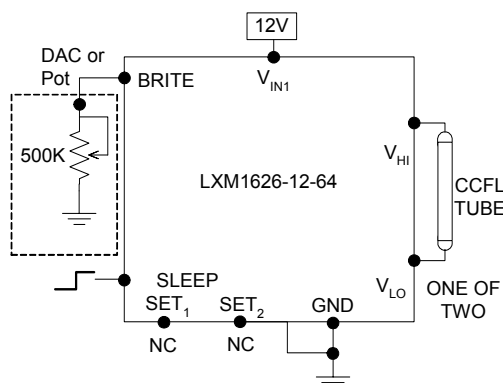 12V
DAC or
Pot
BRITE
V_IN1
500K
V_HI
LXM1626-12-64
CCFL
TUBE
SLEEP
V_LO
ONE OF
TWO
SET_1
SET_2
GND
NC
NC